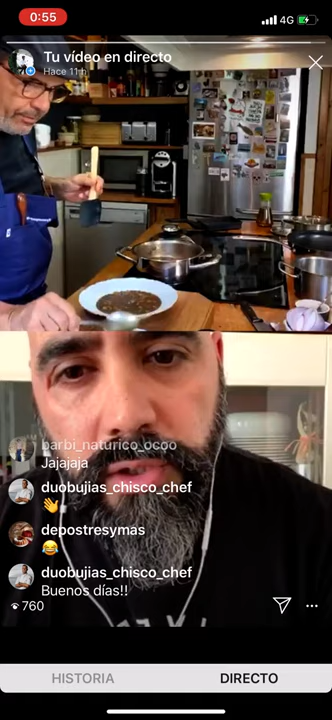 0:55
4G
Tu vídeo en directo
Hace 11 h
barbi_naturico_ocoo
Jajajaja
duobujias_chisco_chef
👋
depostresymas
😂
duobujias_chisco_chef
Buenos días!!
760
HISTORIA
DIRECTO